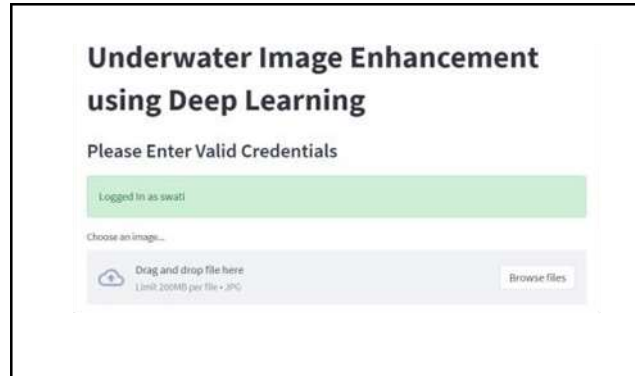 Underwater Image Enhancement
using Deep Learning
Please Enter Valid Credentials
Logged In as swati
Choose an image...
Drag and drop file here
Limit 200MB per file • JPG
Browse files